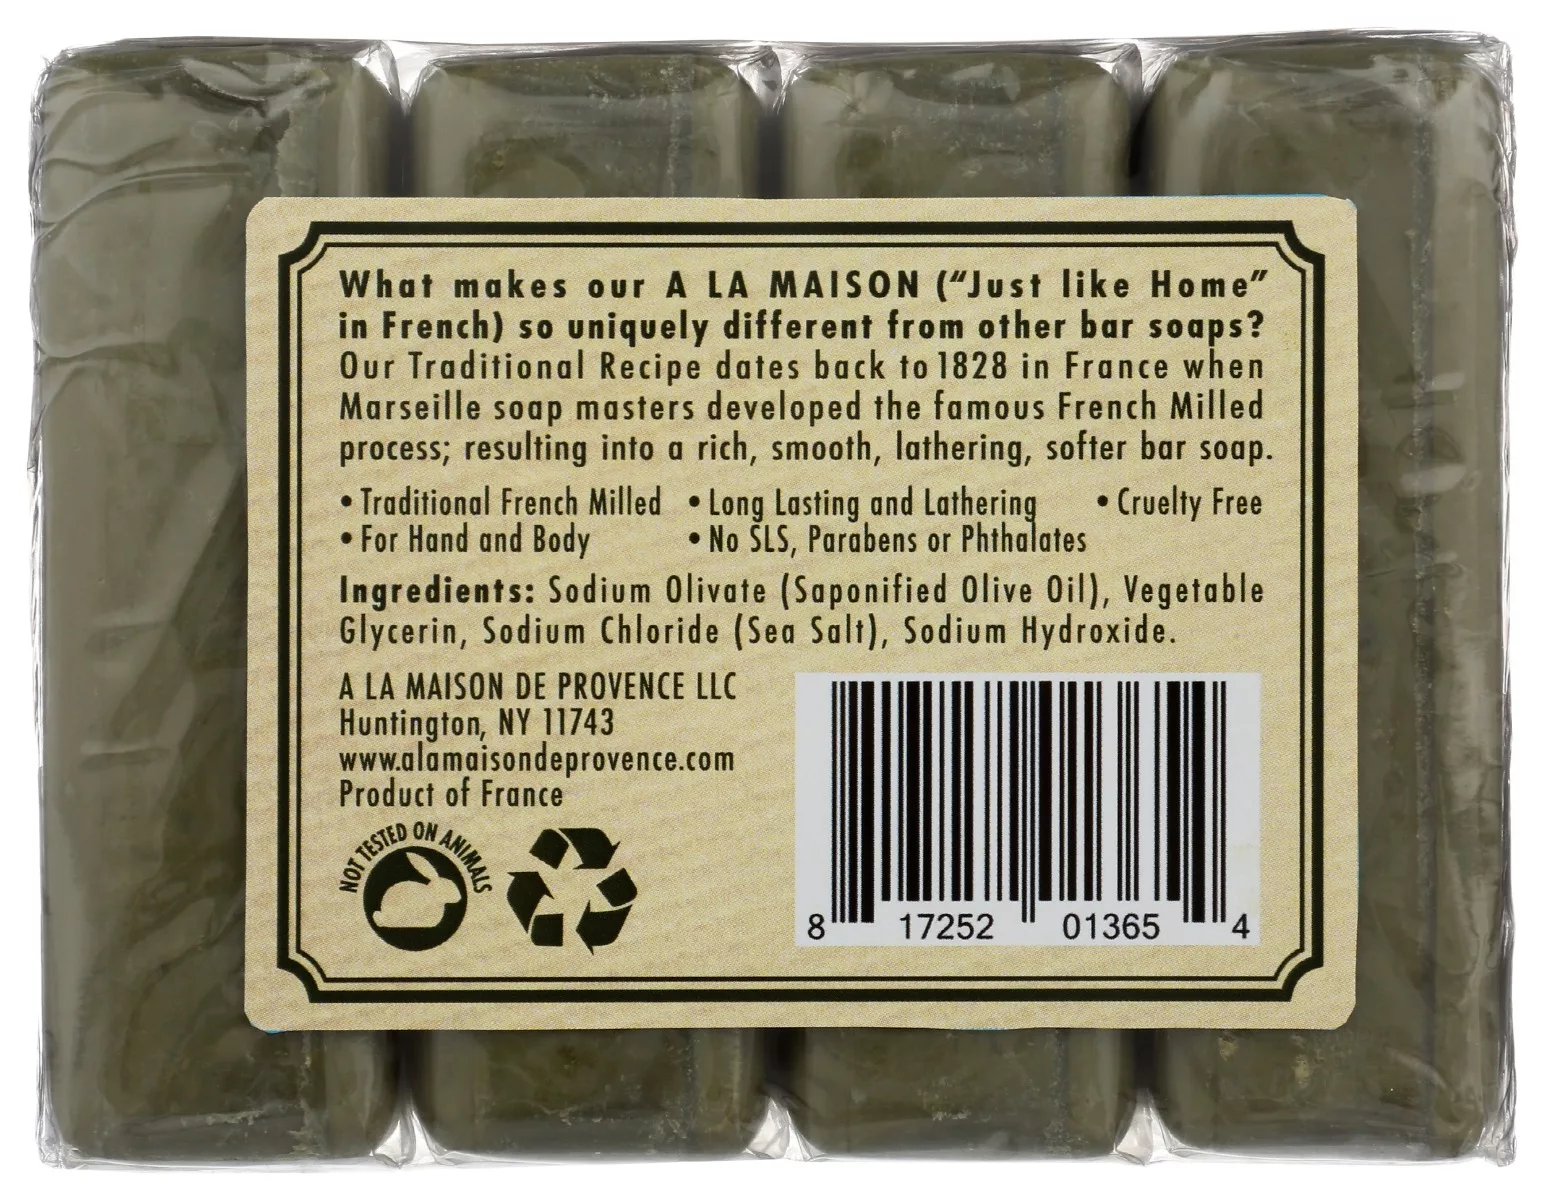 What makes our A LA MAISON (“Just like Home”
in French) so uniquely different from other bar soaps?
Our Traditional Recipe dates back to 1828 in France when
Marseille soap masters developed the famous French Milled
process; resulting into a rich, smooth, lathering, softer bar soap.
• Traditional French Milled • Long Lasting and Lathering • Cruelty Free
• For Hand and Body • No SLS, Parabens or Phthalates
Ingredients: Sodium Olivate (Saponified Olive Oil), Vegetable
Glycerin, Sodium Chloride (Sea Salt), Sodium Hydroxide.
A LA MAISON DE PROVENCE LLC
Huntington, NY 11743
www.alamaisondeprovence.com
Product of France
NOT TESTED ON ANIMALS
8 17252 01365 4